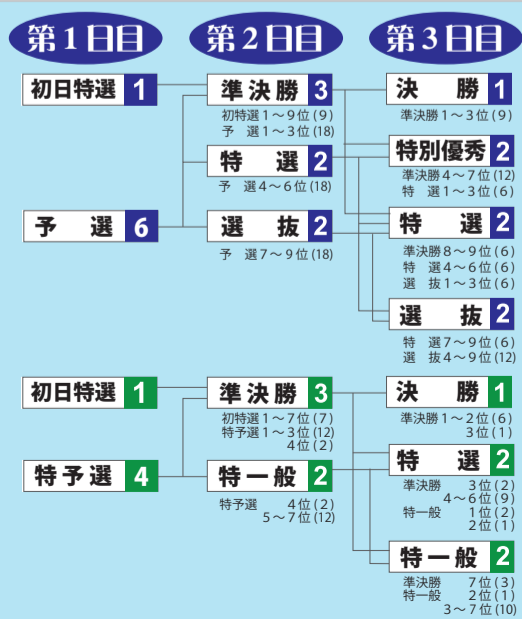 第1日目 第2日目 第3日目
初日特選 1 準決勝 3 決勝 1
初特選1～9位(9) 準決勝1～3位(9)
予 選1～3位(18)
特別優秀 2
特選 2 準決勝4～7位(12)
予 選4～6位(18) 特 選1～3位(6)
予選 6 選抜 2 特選 2
予 選7～9位(18) 準決勝8～9位(6)
特 選4～6位(6)
選 抜1～3位(6)
選抜 2
特 選7～9位(6)
選 抜4～9位(12)
初日特選 1 準決勝 3 決勝 1
初特選1～7位(7) 準決勝1～2位(6)
特予選1～3位(12) 3位(1)
4位(2)
特予選 4 特一般 2 特選 2
特予選 4位(2) 準決勝 3位(2)
5～7位(12) 4～6位(9)
特一般 1位(2)
2位(1)
特一般 2
準決勝 7位(3)
特一般 2位(1)
3～7位(10)